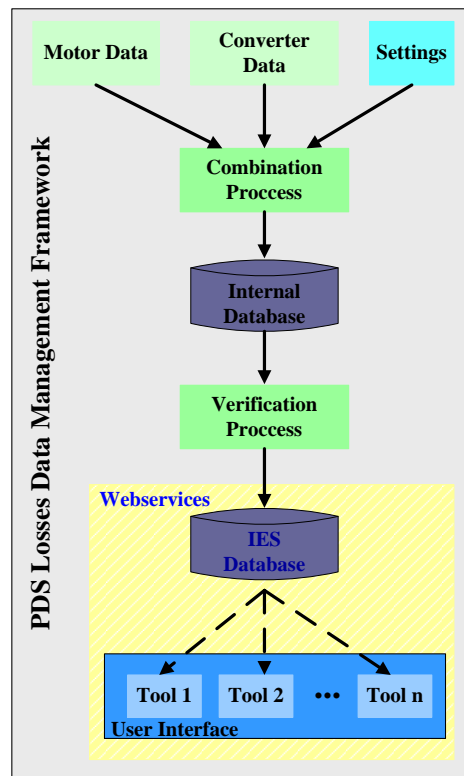 PDS Losses Data Management Framework
Motor Data
Converter
Data
Settings
Combination
Proccess
Internal
Database
Verification
Proccess
Webservices
IES
Database
Tool 1
Tool 2
•••
Tool n
User Interface